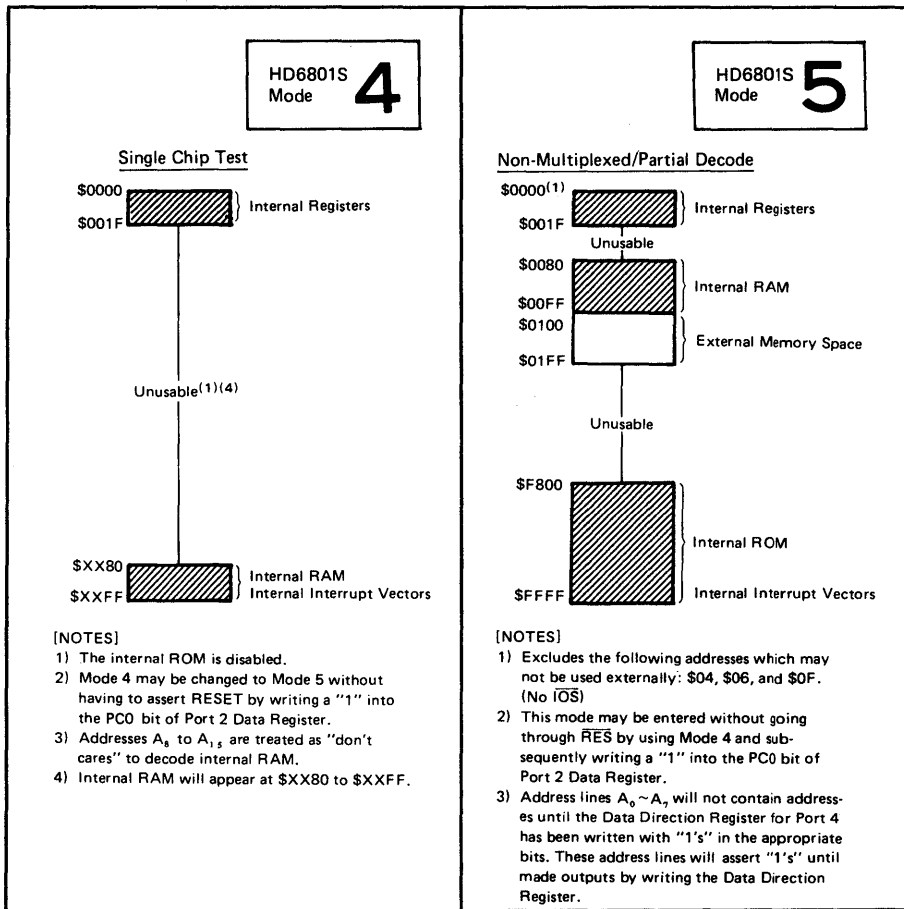 HD6801S
Mode 4
Single Chip Test
$0000
Internal Registers
$001F
Unusable(1)(4)
$XX80
Internal RAM
$XXFF
Internal Interrupt Vectors
[NOTES]
1) The internal ROM is disabled.
2) Mode 4 may be changed to Mode 5 without
having to assert RESET by writing a "1" into
the PC0 bit of Port 2 Data Register.
3) Addresses A₈ to A₁₅ are treated as "don't
cares" to decode internal RAM.
4) Internal RAM will appear at $XX80 to $XXFF.
HD6801S
Mode 5
Non-Multiplexed/Partial Decode
$0000(1)
Internal Registers
$001F
Unusable
$0080
Internal RAM
$00FF
$0100
External Memory Space
$01FF
Unusable
$F800
Internal ROM
$FFFF
Internal Interrupt Vectors
[NOTES]
1) Excludes the following addresses which may
not be used externally: $04, $06, and $0F.
(No I̅O̅S̅)
2) This mode may be entered without going
through R̅E̅S̅ by using Mode 4 and sub-
sequently writing a "1" into the PC0 bit of
Port 2 Data Register.
3) Address lines A₀~A₇ will not contain address-
es until the Data Direction Register for Port 4
has been written with "1's" in the appropriate
bits. These address lines will assert "1's" until
made outputs by writing the Data Direction
Register.